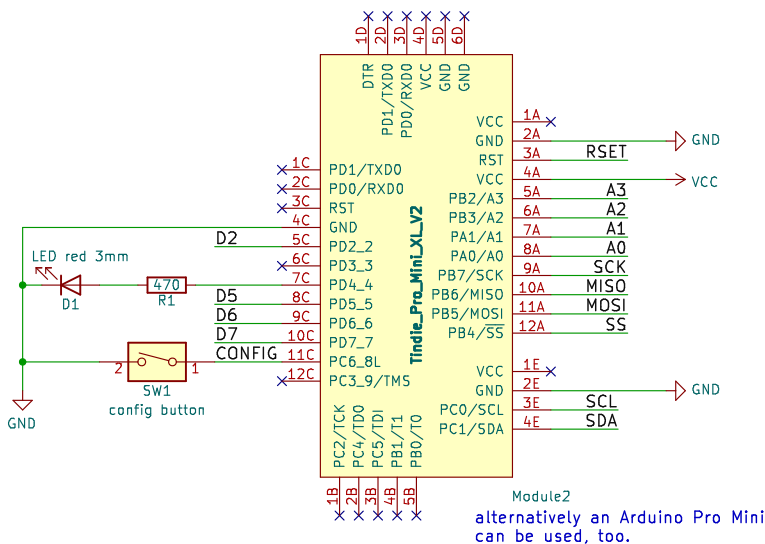 1D 2D 3D 4D 5D 6D
DTR PD1/TXD0 PD0/RXD0 VCC GND GND
VCC 1A
GND 2A GND
RST 3A RSET
VCC 4A VCC
PB2/A3 5A A3
PB3/A2 6A A2
PA1/A1 7A A1
PA0/A0 8A A0
PB7/SCK 9A SCK
PB6/MISO 10A MISO
PB5/MOSI 11A MOSI
PB4/SS 12A SS
1C PD1/TXD0
2C PD0/RXD0
3C RST
4C GND
D2 5C PD2_2
6C PD3_3
LED red 3mm
D1
470
R1
7C PD4_4
D5 8C PD5_5
D6 9C PD6_6
D7 10C PD7_7
CONFIG 11C PC6_8L
12C PC3_9/TMS
2 1
SW1
config button
GND
Tindie_Pro_Mini_XL_V2
VCC 1E
GND 2E GND
PC0/SCL 3E SCL
PC1/SDA 4E SDA
PC2/TCK PC4/TDO PC5/TDI PB1/T1 PB0/T0
1B 2B 3B 4B 5B
Module2
alternatively an Arduino Pro Mini
can be used, too.